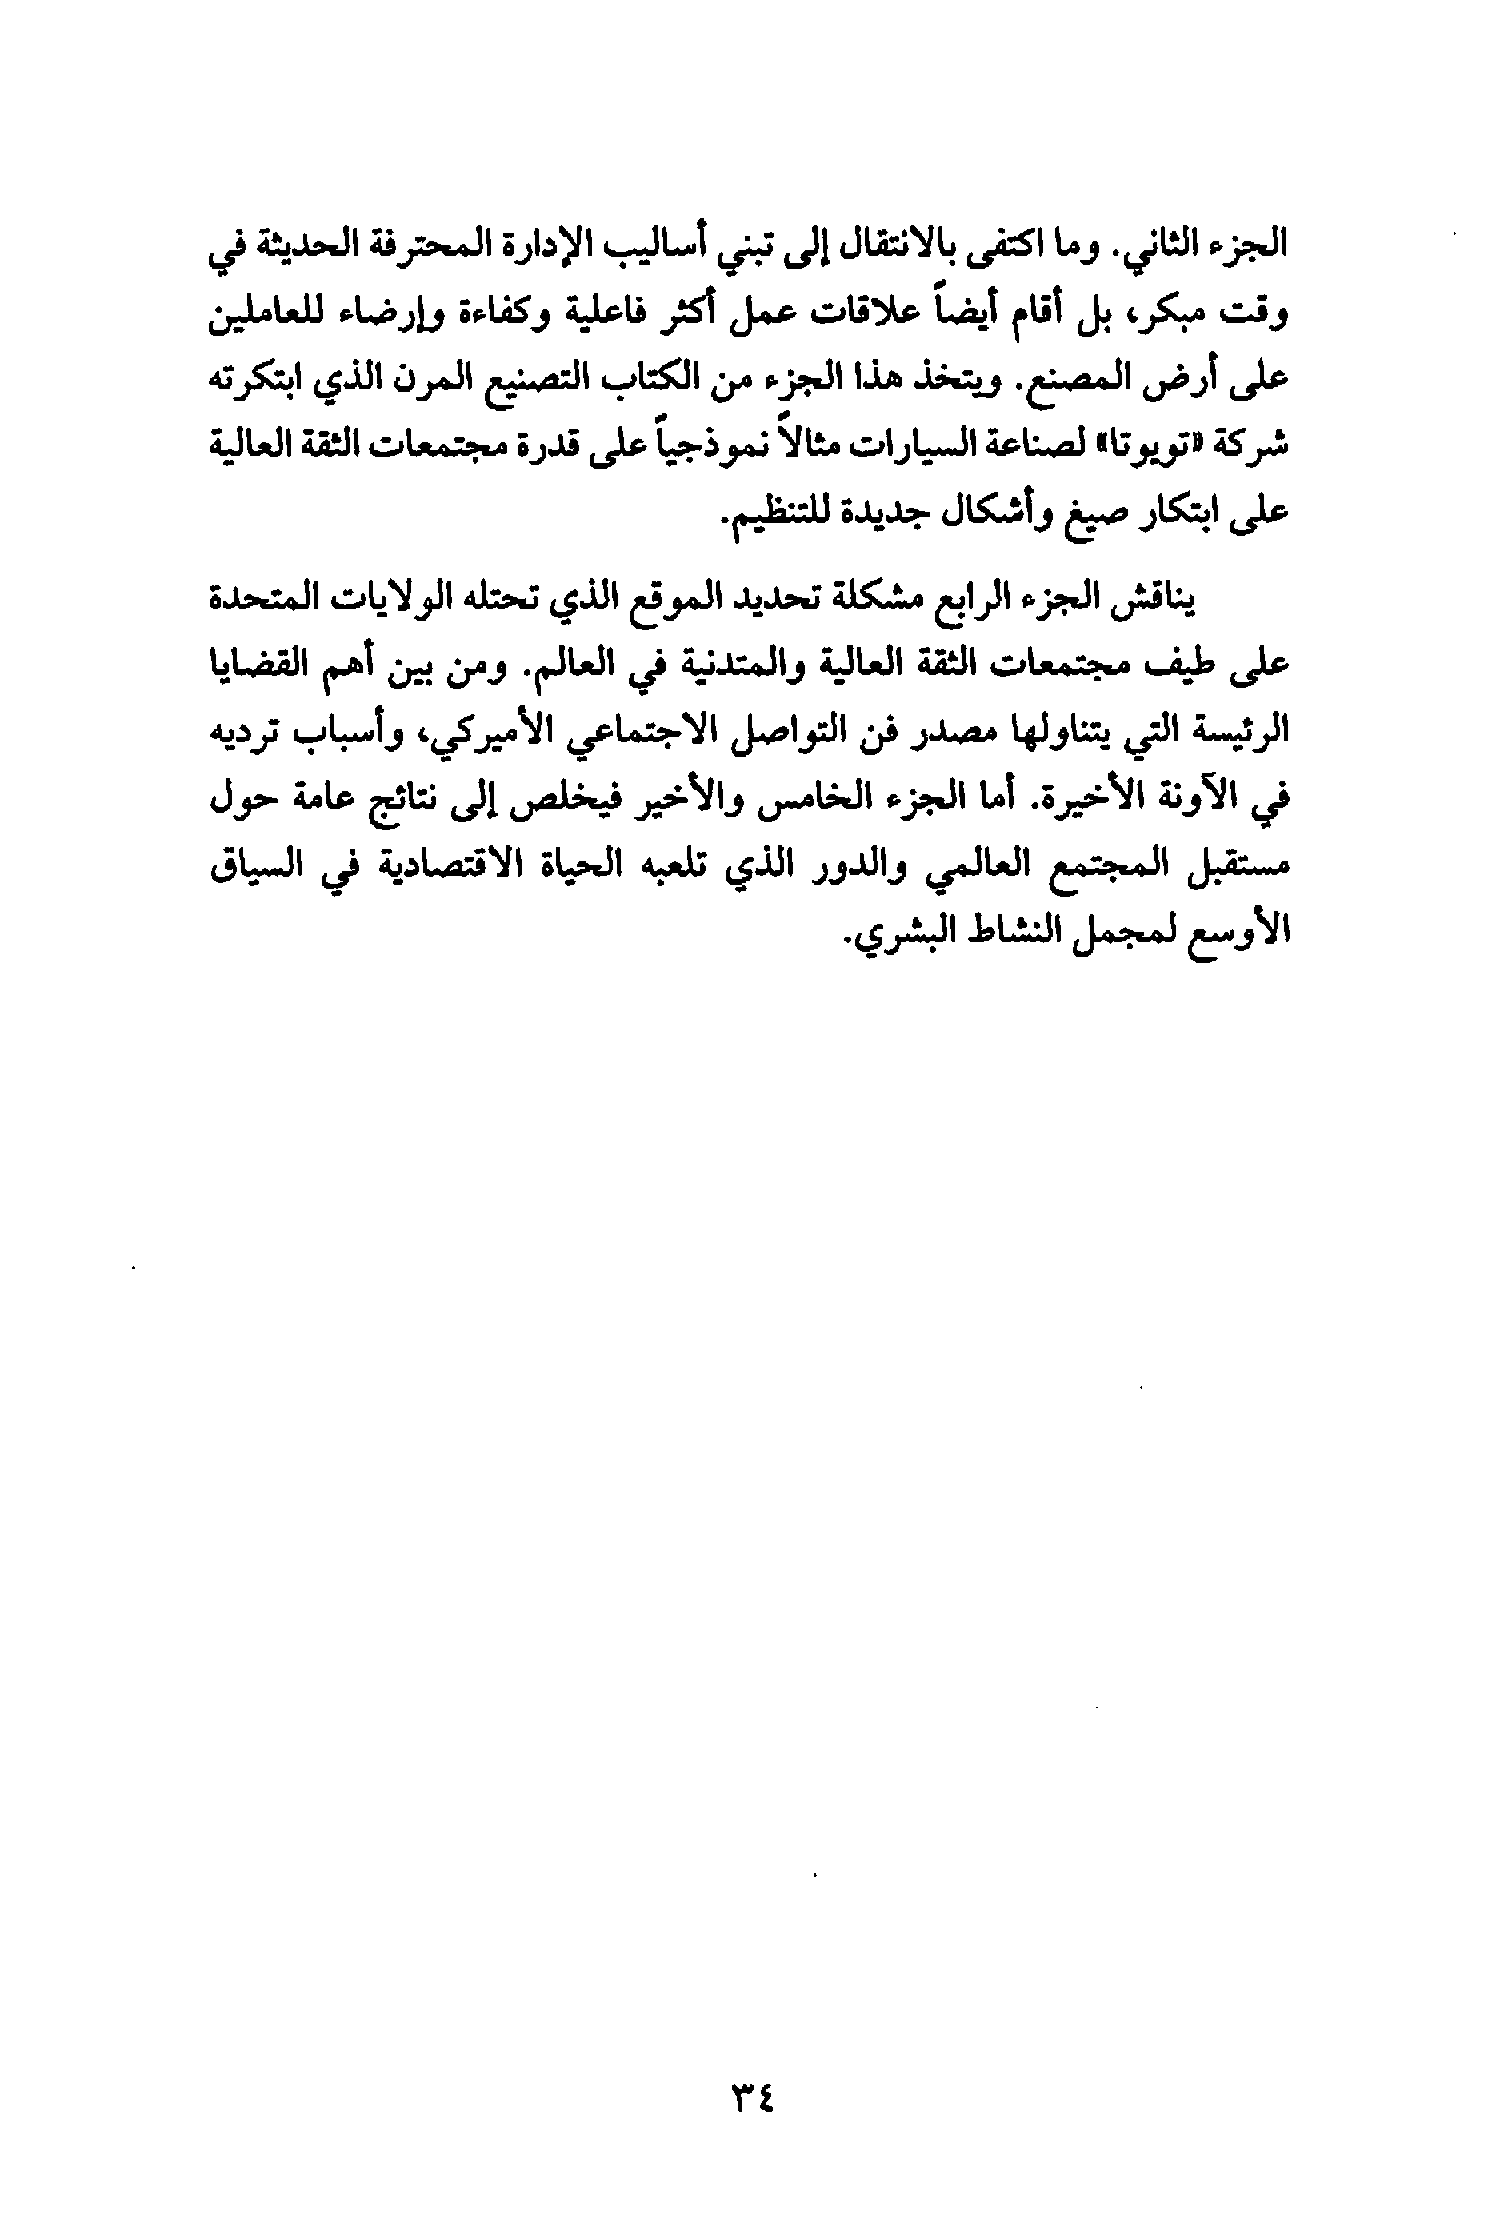 الجزء الثاني. وما اكتفى بالانتقال إلى تبني أساليب الإدارة المحترفة الحديثة في
وقت مبكر، بل أقام أيضاً علاقات عمل أكثر فاعلية وكفاءة وإرضاء للعاملين
على أرض المصنع. ويتخذ هذا الجزء من الكتاب التصنيع المرن الذي ابتكرته
شركة «تويوتا» لصناعة السيارات مثالاً نموذجياً على قدرة مجتمعات الثقة العالية
على ابتكار صيغ وأشكال جديدة للتنظيم.
يناقش الجزء الرابع مشكلة تحديد الموقع الذي تحتله الولايات المتحدة
على طيف مجتمعات الثقة العالية والمتدنية في العالم. ومن بين أهم القضايا
الرئيسة التي يتناولها مصدر فن التواصل الاجتماعي الأميركي، وأسباب ترديه
في الآونة الأخيرة. أما الجزء الخامس والأخير فيخلص إلى نتائج عامة حول
مستقبل المجتمع العالمي والدور الذي تلعبه الحياة الاقتصادية في السياق
الأوسع لمجمل النشاط البشري.
٣٤